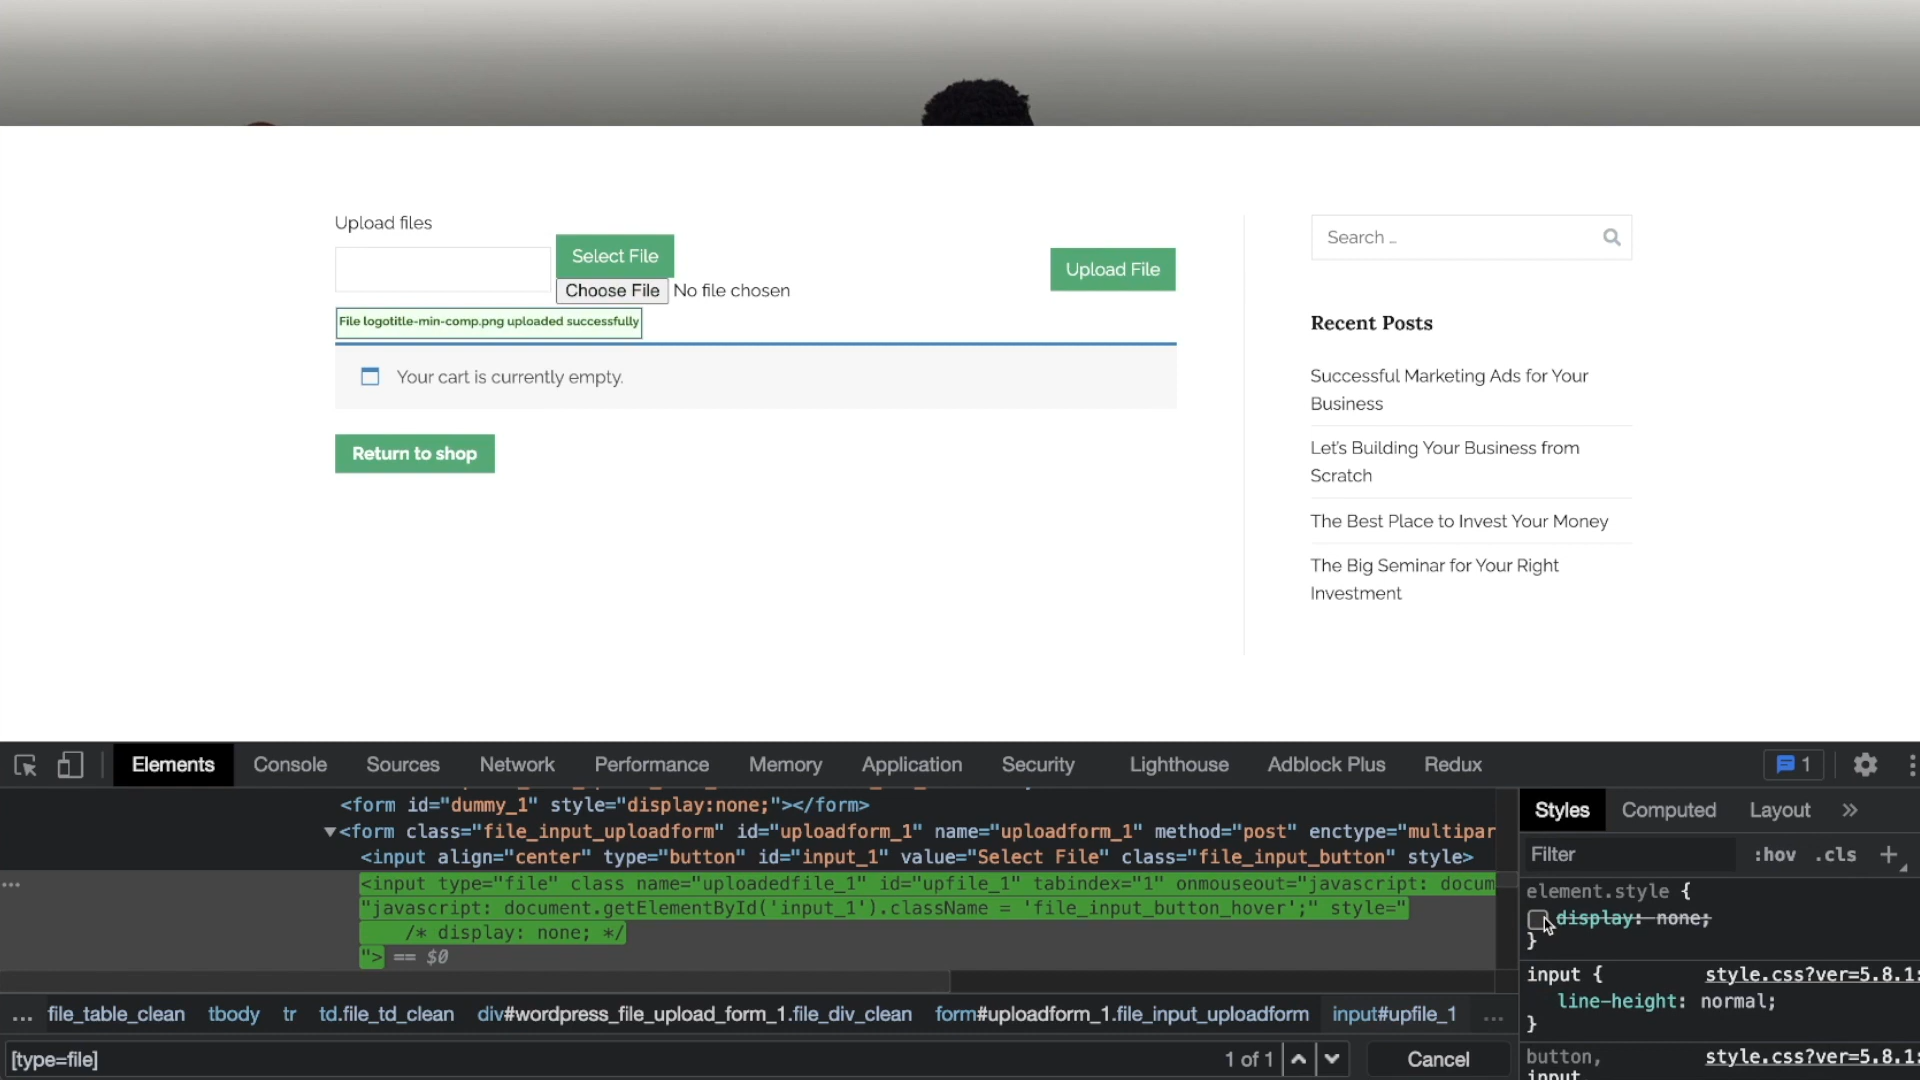 Upload files
Select File
Upload File
Choose File No file chosen
File logotitle-min-comp.png uploaded successfully
Your cart is currently empty.
Return to shop
Search ...
Recent Posts
Successful Marketing Ads for Your
Business
Let's Building Your Business from
Scratch
The Best Place to Invest Your Money
The Big Seminar for Your Right
Investment
Elements Console Sources Network Performance Memory Application Security Lighthouse Adblock Plus Redux 1
<form id="dummy_1" style="display:none;"></form>
<form class="file_input_uploadform" id="uploadform_1" name="uploadform_1" method="post" enctype="multipar
<input align="center" type="button" id="input_1" value="Select File" class="file_input_button" style>
<input type="file" class name="uploadedfile_1" id="upfile_1" tabindex="1" onmouseout="javascript: docum
"javascript: document.getElementById('input_1').className = 'file_input_button_hover';" style="
/* display: none; */
"> == $0
... file_table_clean tbody tr td.file_td_clean div#wordpress_file_upload_form_1.file_div_clean form#uploadform_1.file_input_uploadform input#upfile_1 ...
[type=file] 1 of 1 Cancel
Styles Computed Layout »
Filter :hov .cls +
element.style {
display: none;
}
input { style.css?ver=5.8.1:
line-height: normal;
}
button, style.css?ver=5.8.1:
input